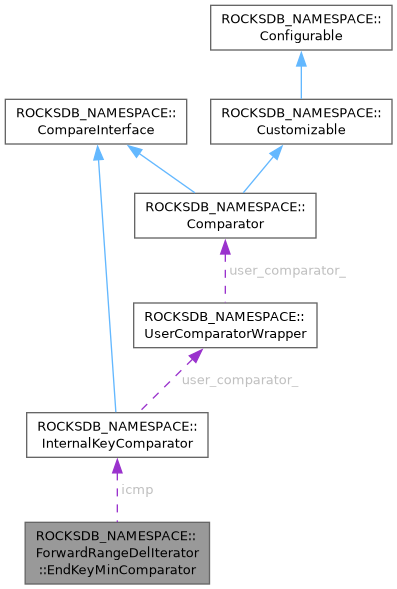 ROCKSDB_NAMESPACE::
Configurable
ROCKSDB_NAMESPACE::
CompareInterface
ROCKSDB_NAMESPACE::
Customizable
ROCKSDB_NAMESPACE::
Comparator
user_comparator_
ROCKSDB_NAMESPACE::
UserComparatorWrapper
user_comparator_
ROCKSDB_NAMESPACE::
InternalKeyComparator
icmp
ROCKSDB_NAMESPACE::
ForwardRangeDelIterator
::EndKeyMinComparator